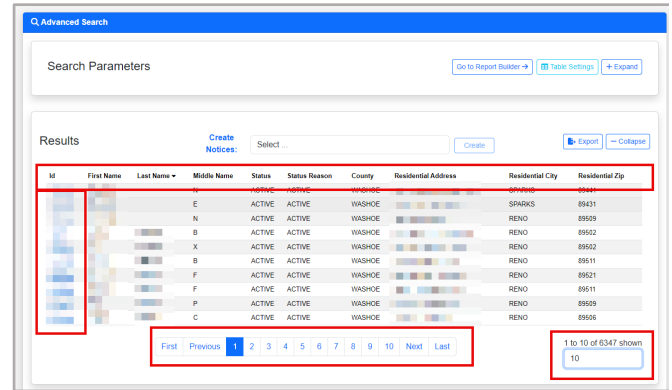 Advanced Search
Search Parameters
Go to Report Builder → Table Settings + Expand
Results Create Notices: Select ... Create Export − Collapse
Id First Name Last Name Middle Name Status Status Reason County Residential Address Residential City Residential Zip
N ACTIVE ACTIVE WASHOE SPARKS 89441
E ACTIVE ACTIVE WASHOE SPARKS 89431
N ACTIVE ACTIVE WASHOE RENO 89509
B ACTIVE ACTIVE WASHOE RENO 89502
X ACTIVE ACTIVE WASHOE RENO 89502
B ACTIVE ACTIVE WASHOE RENO 89511
F ACTIVE ACTIVE WASHOE RENO 89521
F ACTIVE ACTIVE WASHOE RENO 89511
P ACTIVE ACTIVE WASHOE RENO 89509
C ACTIVE ACTIVE WASHOE RENO 89506
First Previous 1 2 3 4 5 6 7 8 9 10 Next Last
1 to 10 of 6347 shown
10